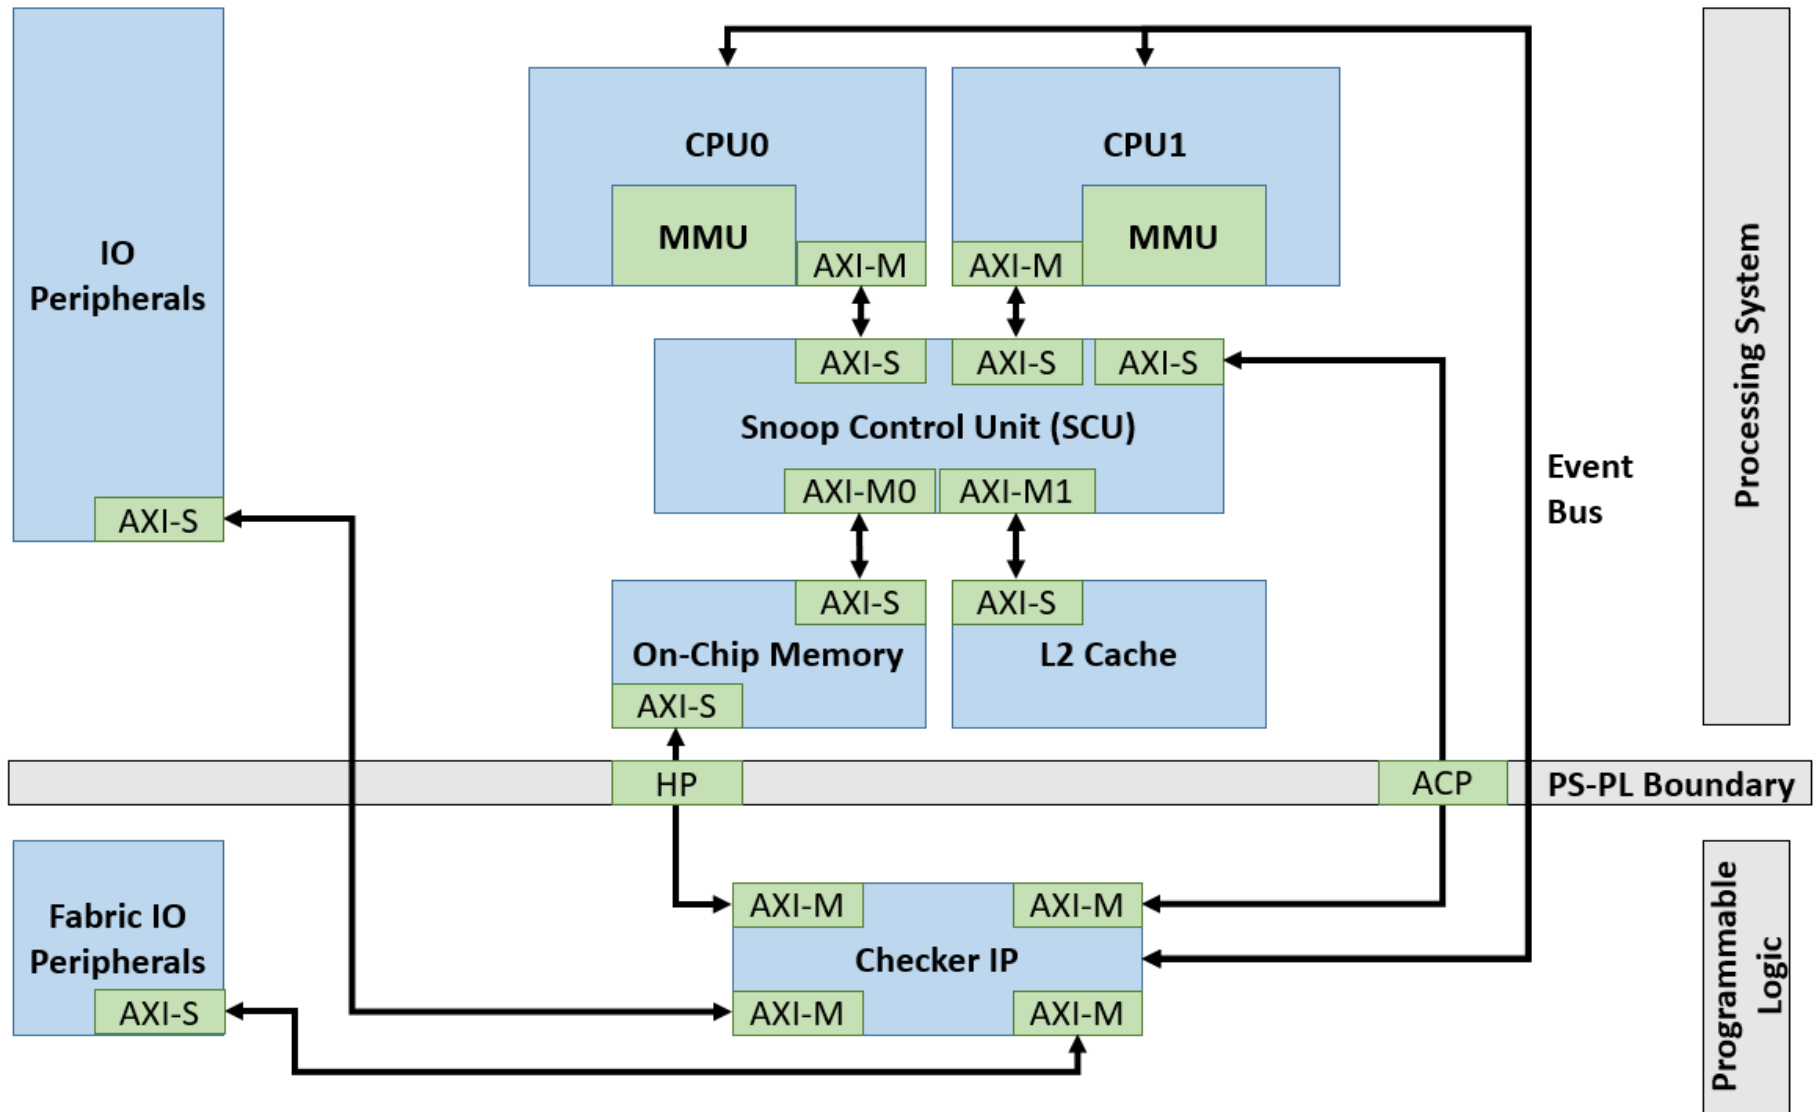 IO
Peripherals
AXI-S
CPU0
MMU
AXI-M
CPU1
AXI-M
MMU
AXI-S
AXI-S
AXI-S
Snoop Control Unit (SCU)
AXI-M0
AXI-M1
AXI-S
On-Chip Memory
AXI-S
AXI-S
L2 Cache
Event
Bus
Processing System
HP
ACP
PS-PL Boundary
Fabric IO
Peripherals
AXI-S
AXI-M
AXI-M
Checker IP
AXI-M
AXI-M
Programmable
Logic